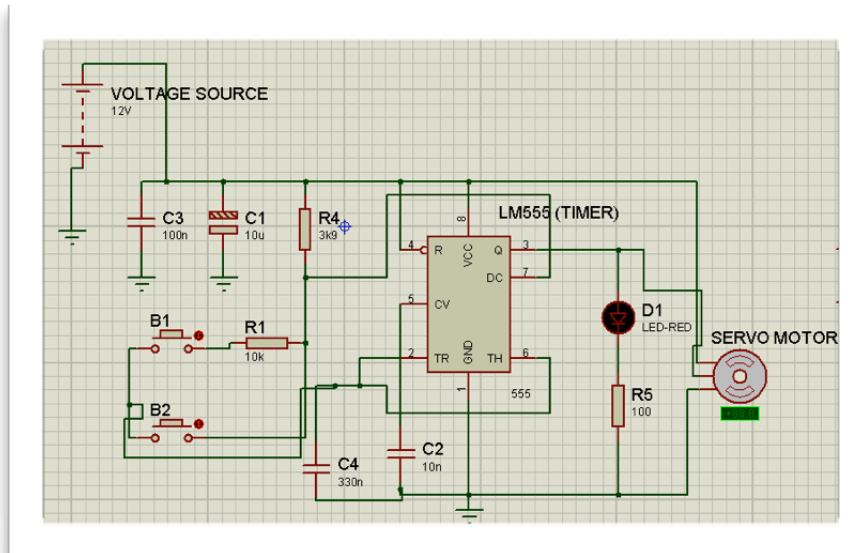 VOLTAGE SOURCE
12V
C3
100n
C1
10u
R4
3k9
LM555 (TIMER)
8
VCC
4
R
Q
3
DC
7
5
CV
2
TR
GND
TH
6
1
555
B1
R1
10k
B2
C4
330n
C2
10n
D1
LED-RED
R5
100
SERVO MOTOR